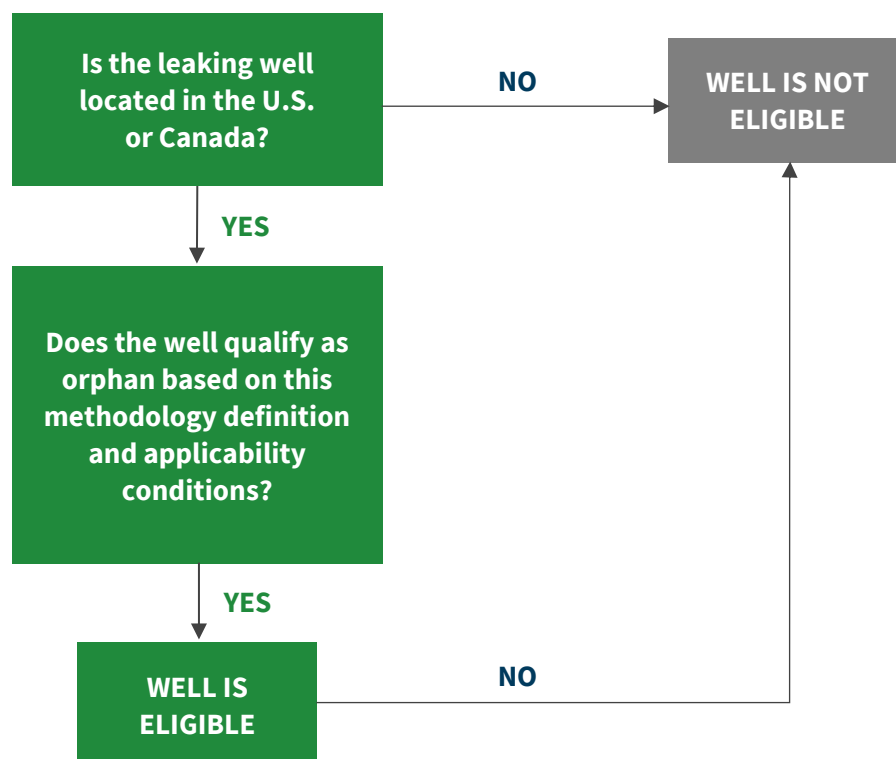 Is the leaking well
located in the U.S.
or Canada?
NO
WELL IS NOT
ELIGIBLE
YES
Does the well qualify as
orphan based on this
methodology definition
and applicability
conditions?
YES
WELL IS
ELIGIBLE
NO